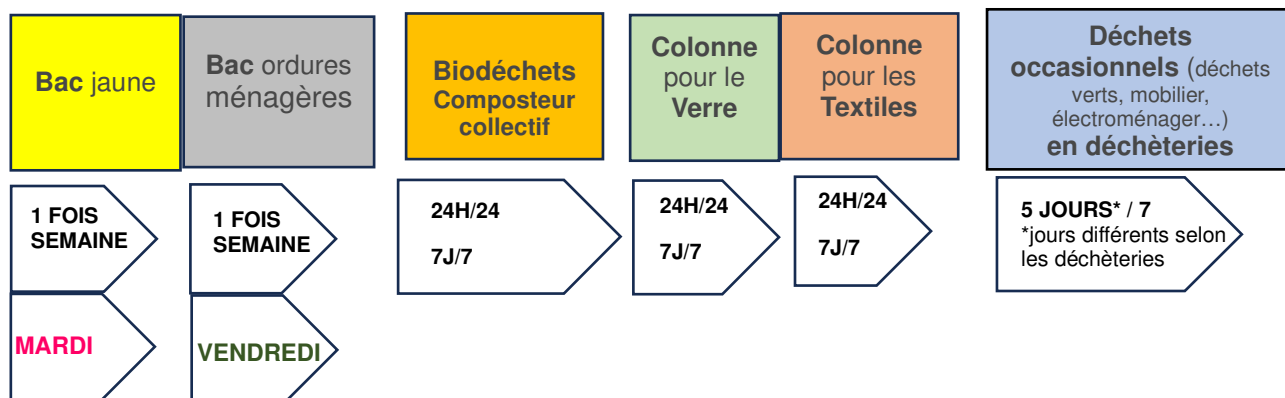 Bac jaune
Bac ordures
ménagères
Biodéchets
Composteur
collectif
Colonne
pour le
Verre
Colonne
pour les
Textiles
Déchets
occasionnels (déchets
verts, mobilier,
électroménager…)
en déchèteries
1 FOIS
SEMAINE
1 FOIS
SEMAINE
24H/24
7J/7
24H/24
7J/7
24H/24
7J/7
5 JOURS* / 7
*jours différents selon
les déchèteries
MARDI
VENDREDI